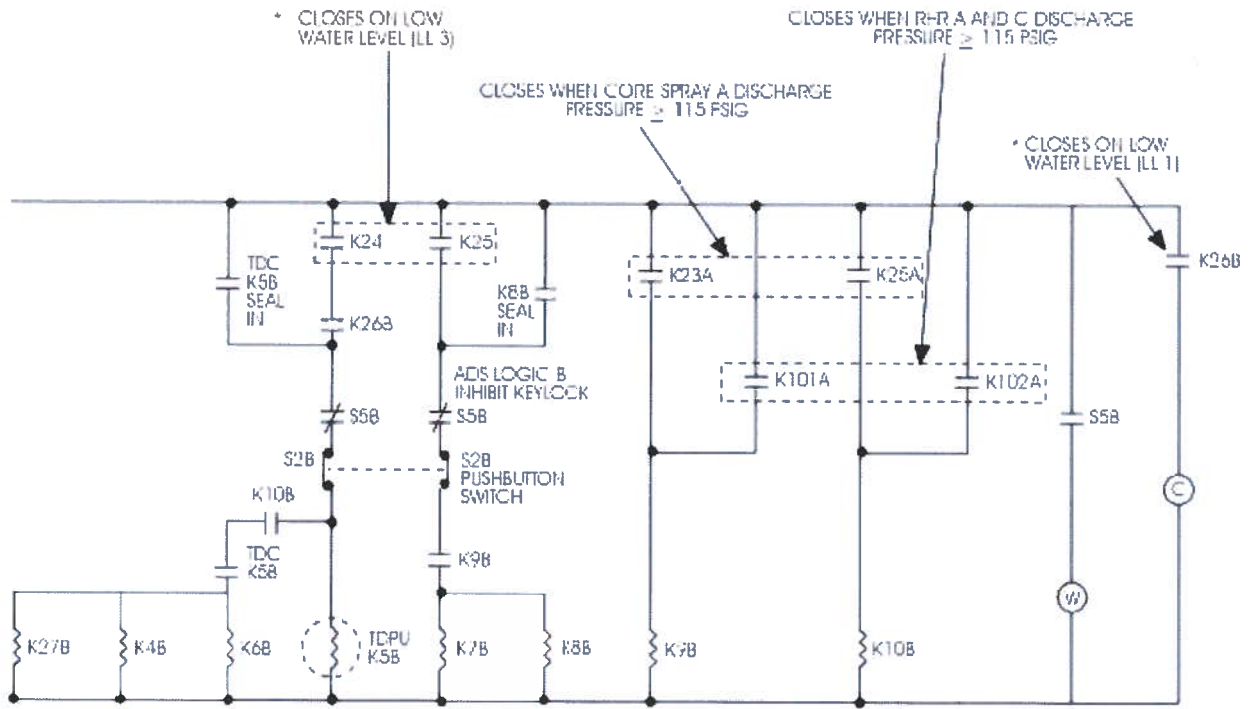 * CLOSES ON LOW
WATER LEVEL (LL 3)
CLOSES WHEN RHR A AND C DISCHARGE
PRESSURE ≥ 115 PSIG
CLOSES WHEN CORE SPRAY A DISCHARGE
PRESSURE ≥ 115 PSIG
* CLOSES ON LOW
WATER LEVEL (LL 1)
K24
K25
K26B
TDC
K5B
SEAL
IN
K8B
SEAL
IN
K23A
K25A
K26B
ADS LOGIC B
INHIBIT KEYLOCK
K101A
K102A
S5B
S5B
S5B
S2B
S2B
PUSHBUTTON
SWITCH
K10B
C
TDC
K5B
K9B
W
K27B
K4B
K6B
TDPU
K5B
K7B
K8B
K9B
K10B